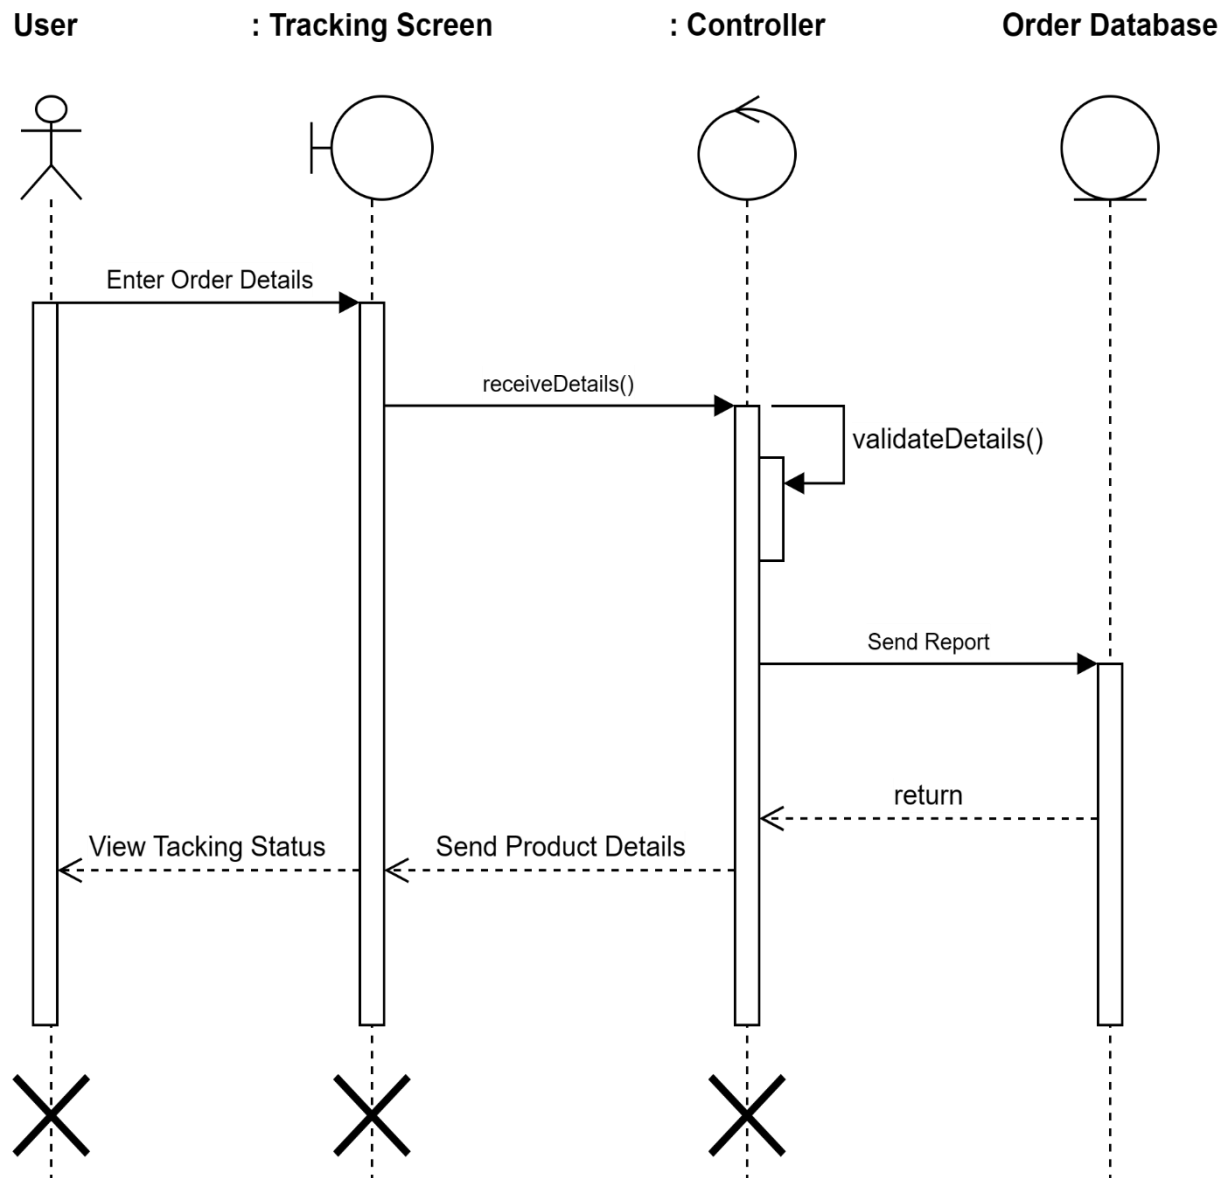 User
: Tracking Screen
: Controller
Order Database
Enter Order Details
receiveDetails()
validateDetails()
Send Report
return
View Tacking Status
Send Product Details